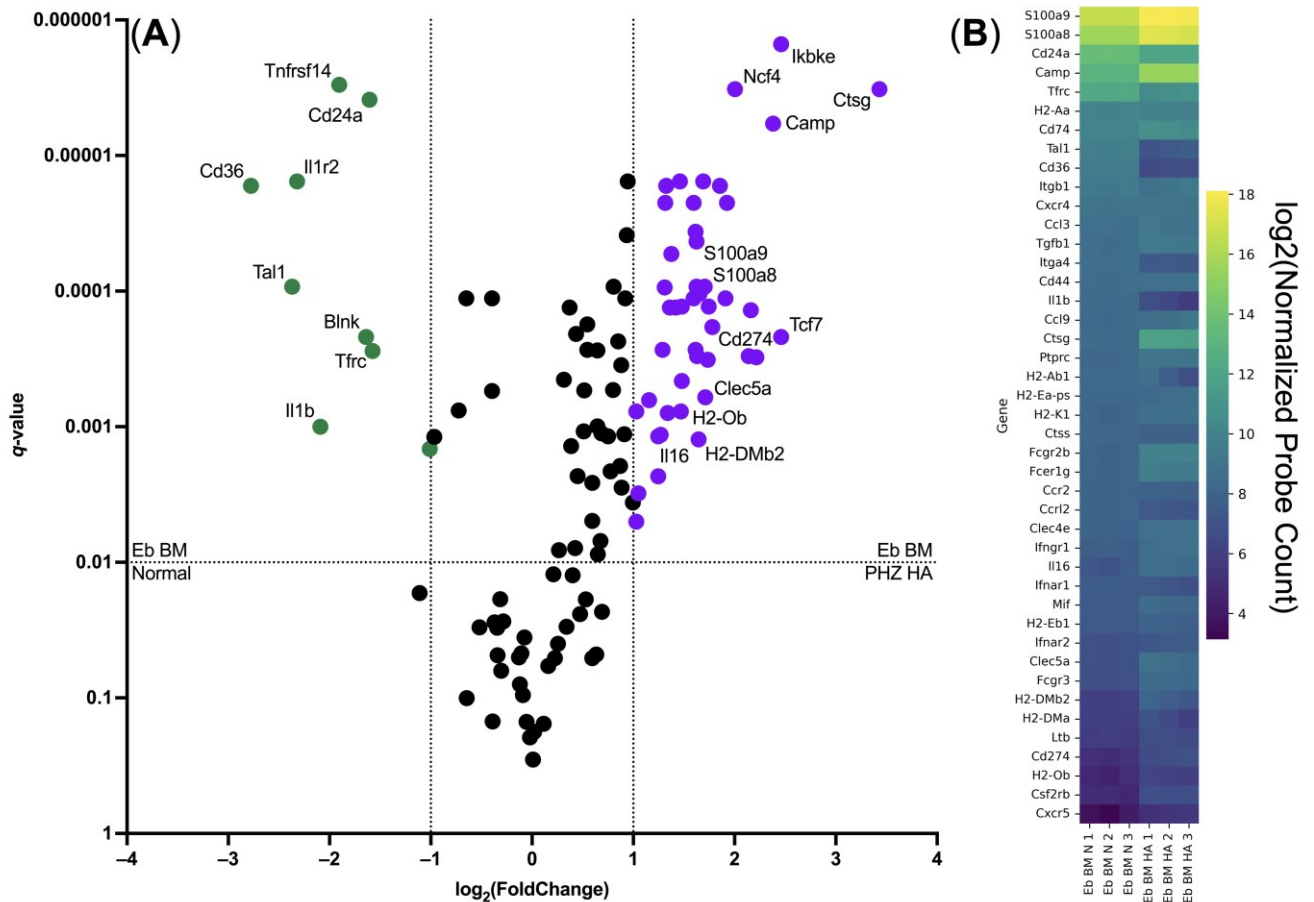 (A)
0.000001
0.00001
0.0001
0.001
0.01
0.1
1
q-value
Tnfrsf14
Cd24a
Cd36
Il1r2
Tal1
Blnk
Tfrc
Il1b
Ikbke
Ncf4
Ctsg
Camp
S100a9
S100a8
Cd274
Tcf7
Clec5a
H2-Ob
Il16
H2-DMb2
Eb BM
Normal
Eb BM
PHZ HA
−4
−3
−2
−1
0
1
2
3
4
log2(FoldChange)
(B)
Gene
S100a9
S100a8
Cd24a
Camp
Tfrc
H2-Aa
Cd74
Tal1
Cd36
Itgb1
Cxcr4
Ccl3
Tgfb1
Itga4
Cd44
Il1b
Ccl9
Ctsg
Ptprc
H2-Ab1
H2-Ea-ps
H2-K1
Ctss
Fcgr2b
Fcer1g
Ccr2
Ccrl2
Clec4e
Ifngr1
Il16
Ifnar1
Mif
H2-Eb1
Ifnar2
Clec5a
Fcgr3
H2-DMb2
H2-DMa
Ltb
Cd274
H2-Ob
Csf2rb
Cxcr5
Eb BM N 1
Eb BM N 2
Eb BM N 3
Eb BM HA 1
Eb BM HA 2
Eb BM HA 3
18
16
14
12
10
8
6
4
log2(Normalized Probe Count)